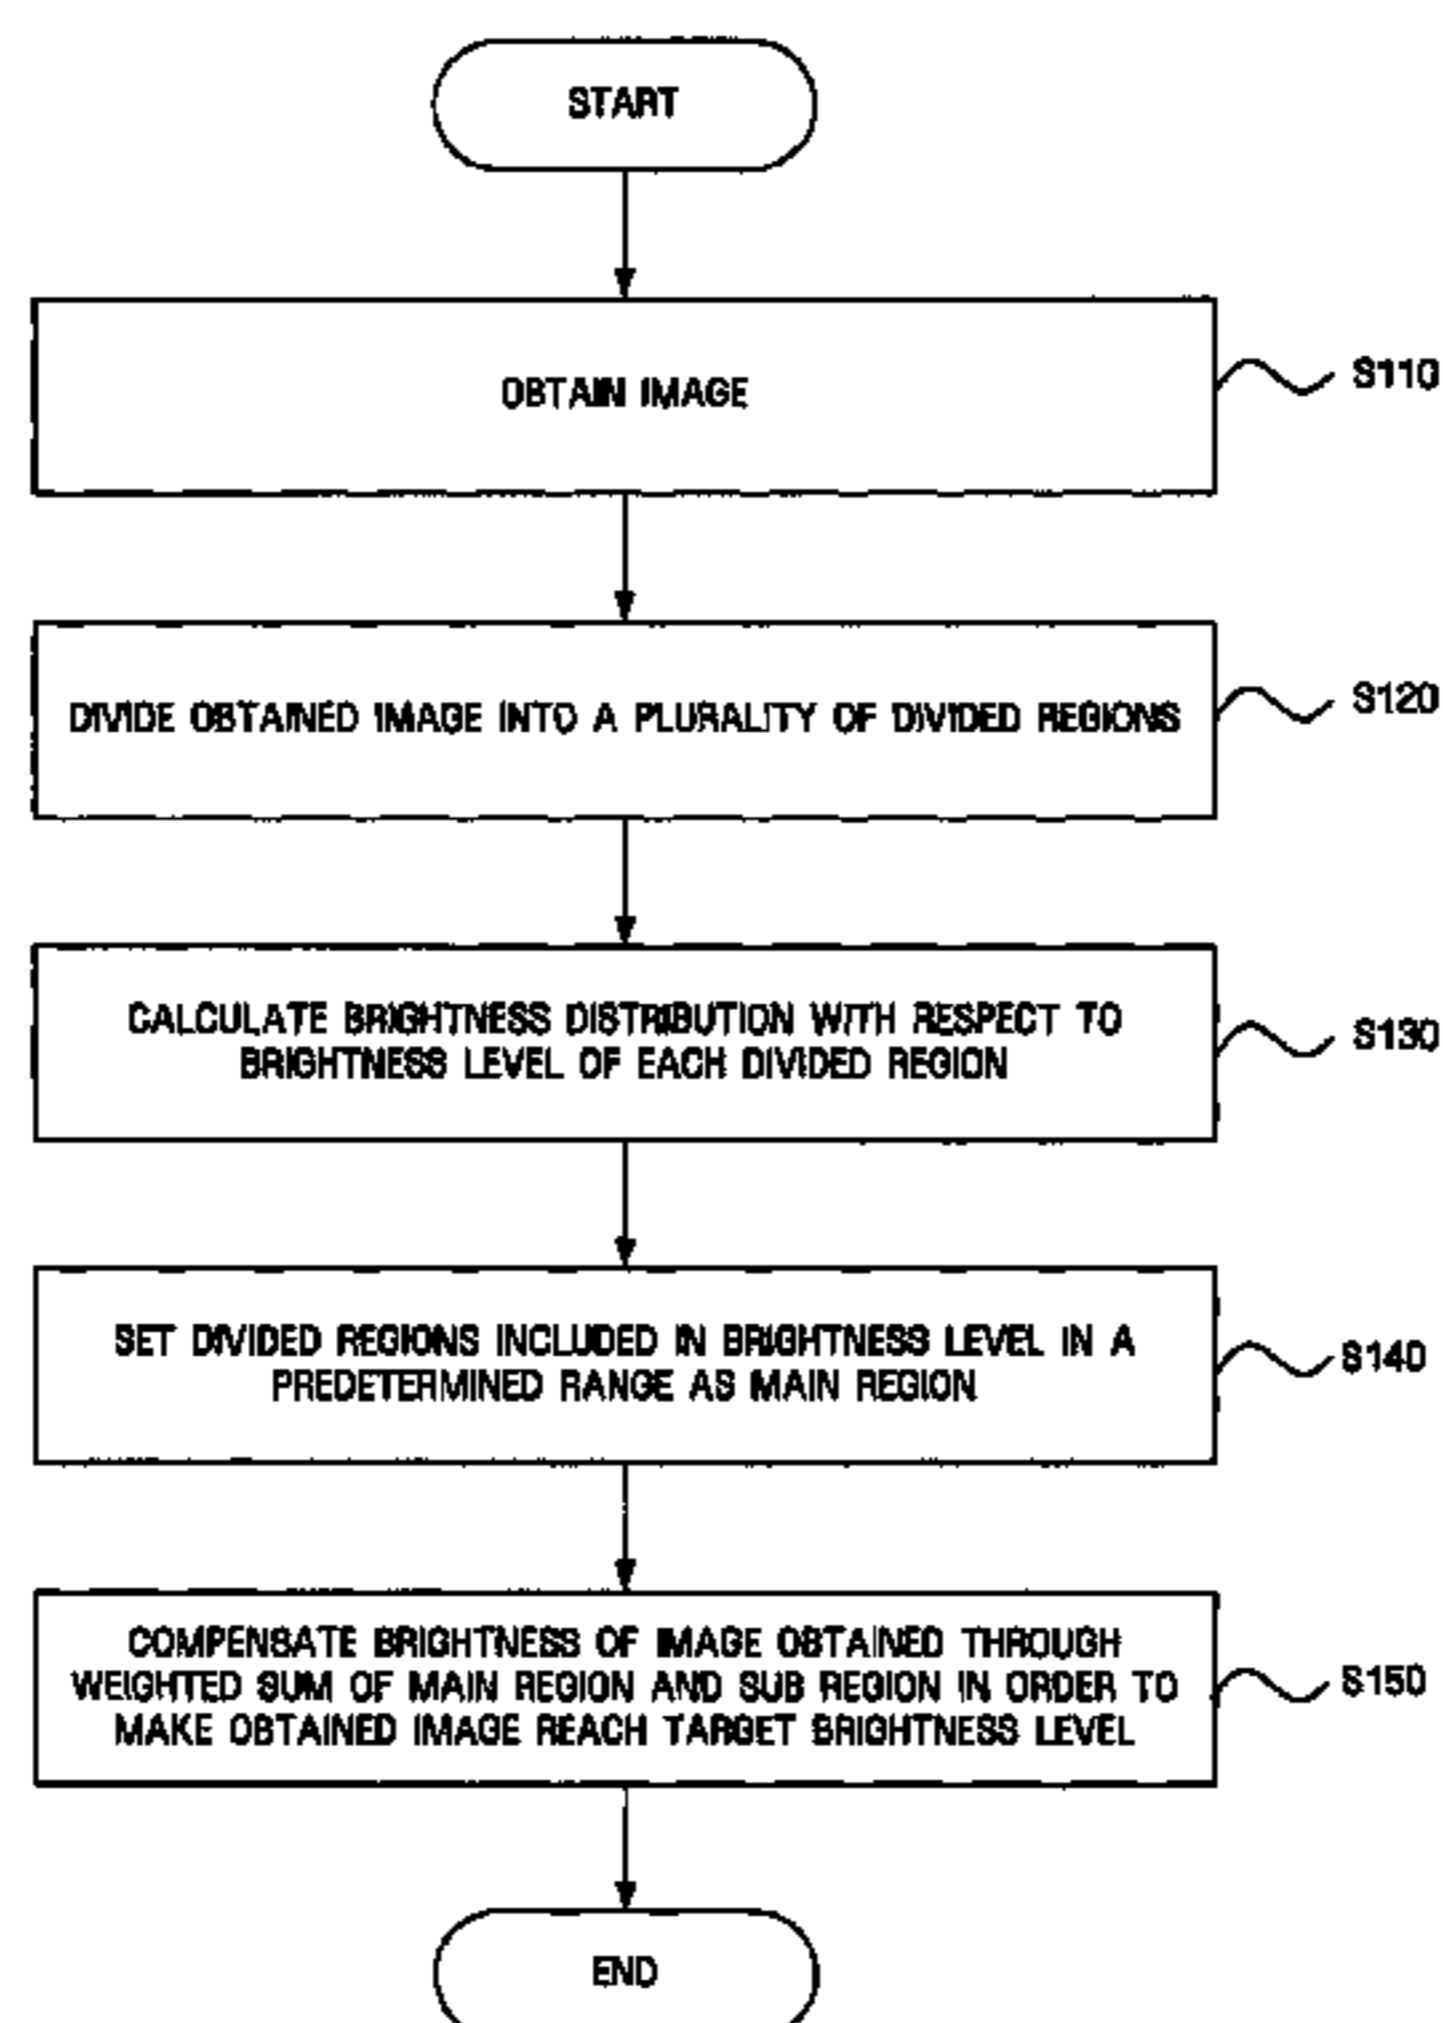 START
OBTAIN IMAGE
S110
DIVIDE OBTAINED IMAGE INTO A PLURALITY OF DIVIDED REGIONS
S120
CALCULATE BRIGHTNESS DISTRIBUTION WITH RESPECT TO
BRIGHTNESS LEVEL OF EACH DIVIDED REGION
S130
SET DIVIDED REGIONS INCLUDED IN BRIGHTNESS LEVEL IN A
PREDETERMINED RANGE AS MAIN REGION
S140
COMPENSATE BRIGHTNESS OF IMAGE OBTAINED THROUGH
WEIGHTED SUM OF MAIN REGION AND SUB REGION IN ORDER TO
MAKE OBTAINED IMAGE REACH TARGET BRIGHTNESS LEVEL
S150
END